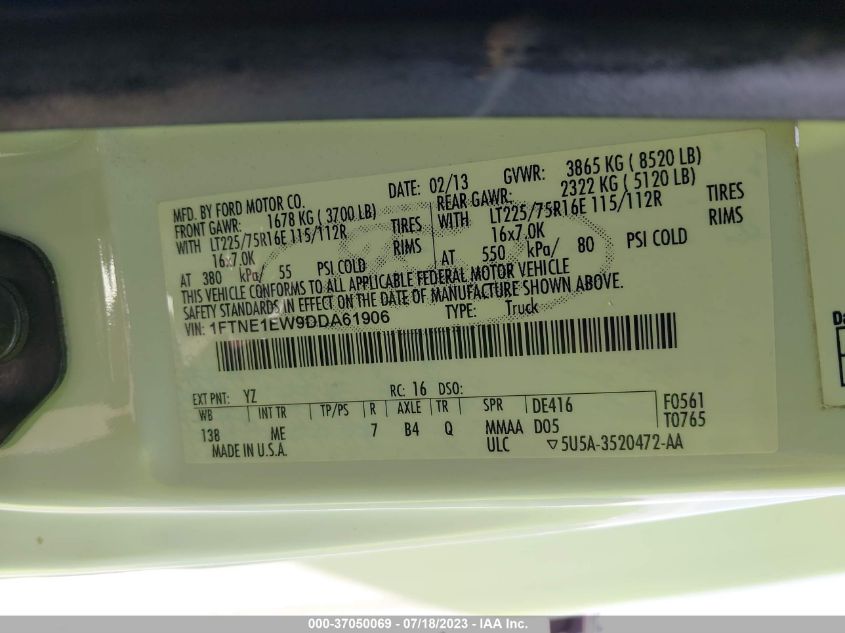 MFD. BY FORD MOTOR CO.
DATE: 02/13
GVWR: 3865 KG ( 8520 LB)
FRONT GAWR: 1678 KG ( 3700 LB)
REAR GAWR: 2322 KG ( 5120 LB)
WITH LT225/75R16E 115/112R TIRES
WITH LT225/75R16E 115/112R TIRES
16x7.0K RIMS
16x7.0K RIMS
AT 380 kPa/ 55 PSI COLD
AT 550 kPa/ 80 PSI COLD
THIS VEHICLE CONFORMS TO ALL APPLICABLE FEDERAL MOTOR VEHICLE
SAFETY STANDARDS IN EFFECT ON THE DATE OF MANUFACTURE SHOWN ABOVE.
VIN: 1FTNE1EW9DDA61906
TYPE: Truck
EXT PNT: YZ RC: 16 DSO:
WB INT TR TP/PS R AXLE TR SPR DE416 F0561
138 ME 7 B4 Q MMAA D05 T0765
MADE IN U.S.A. ULC ▽5U5A-3520472-AA
000-37050069 - 07/18/2023 - IAA Inc.